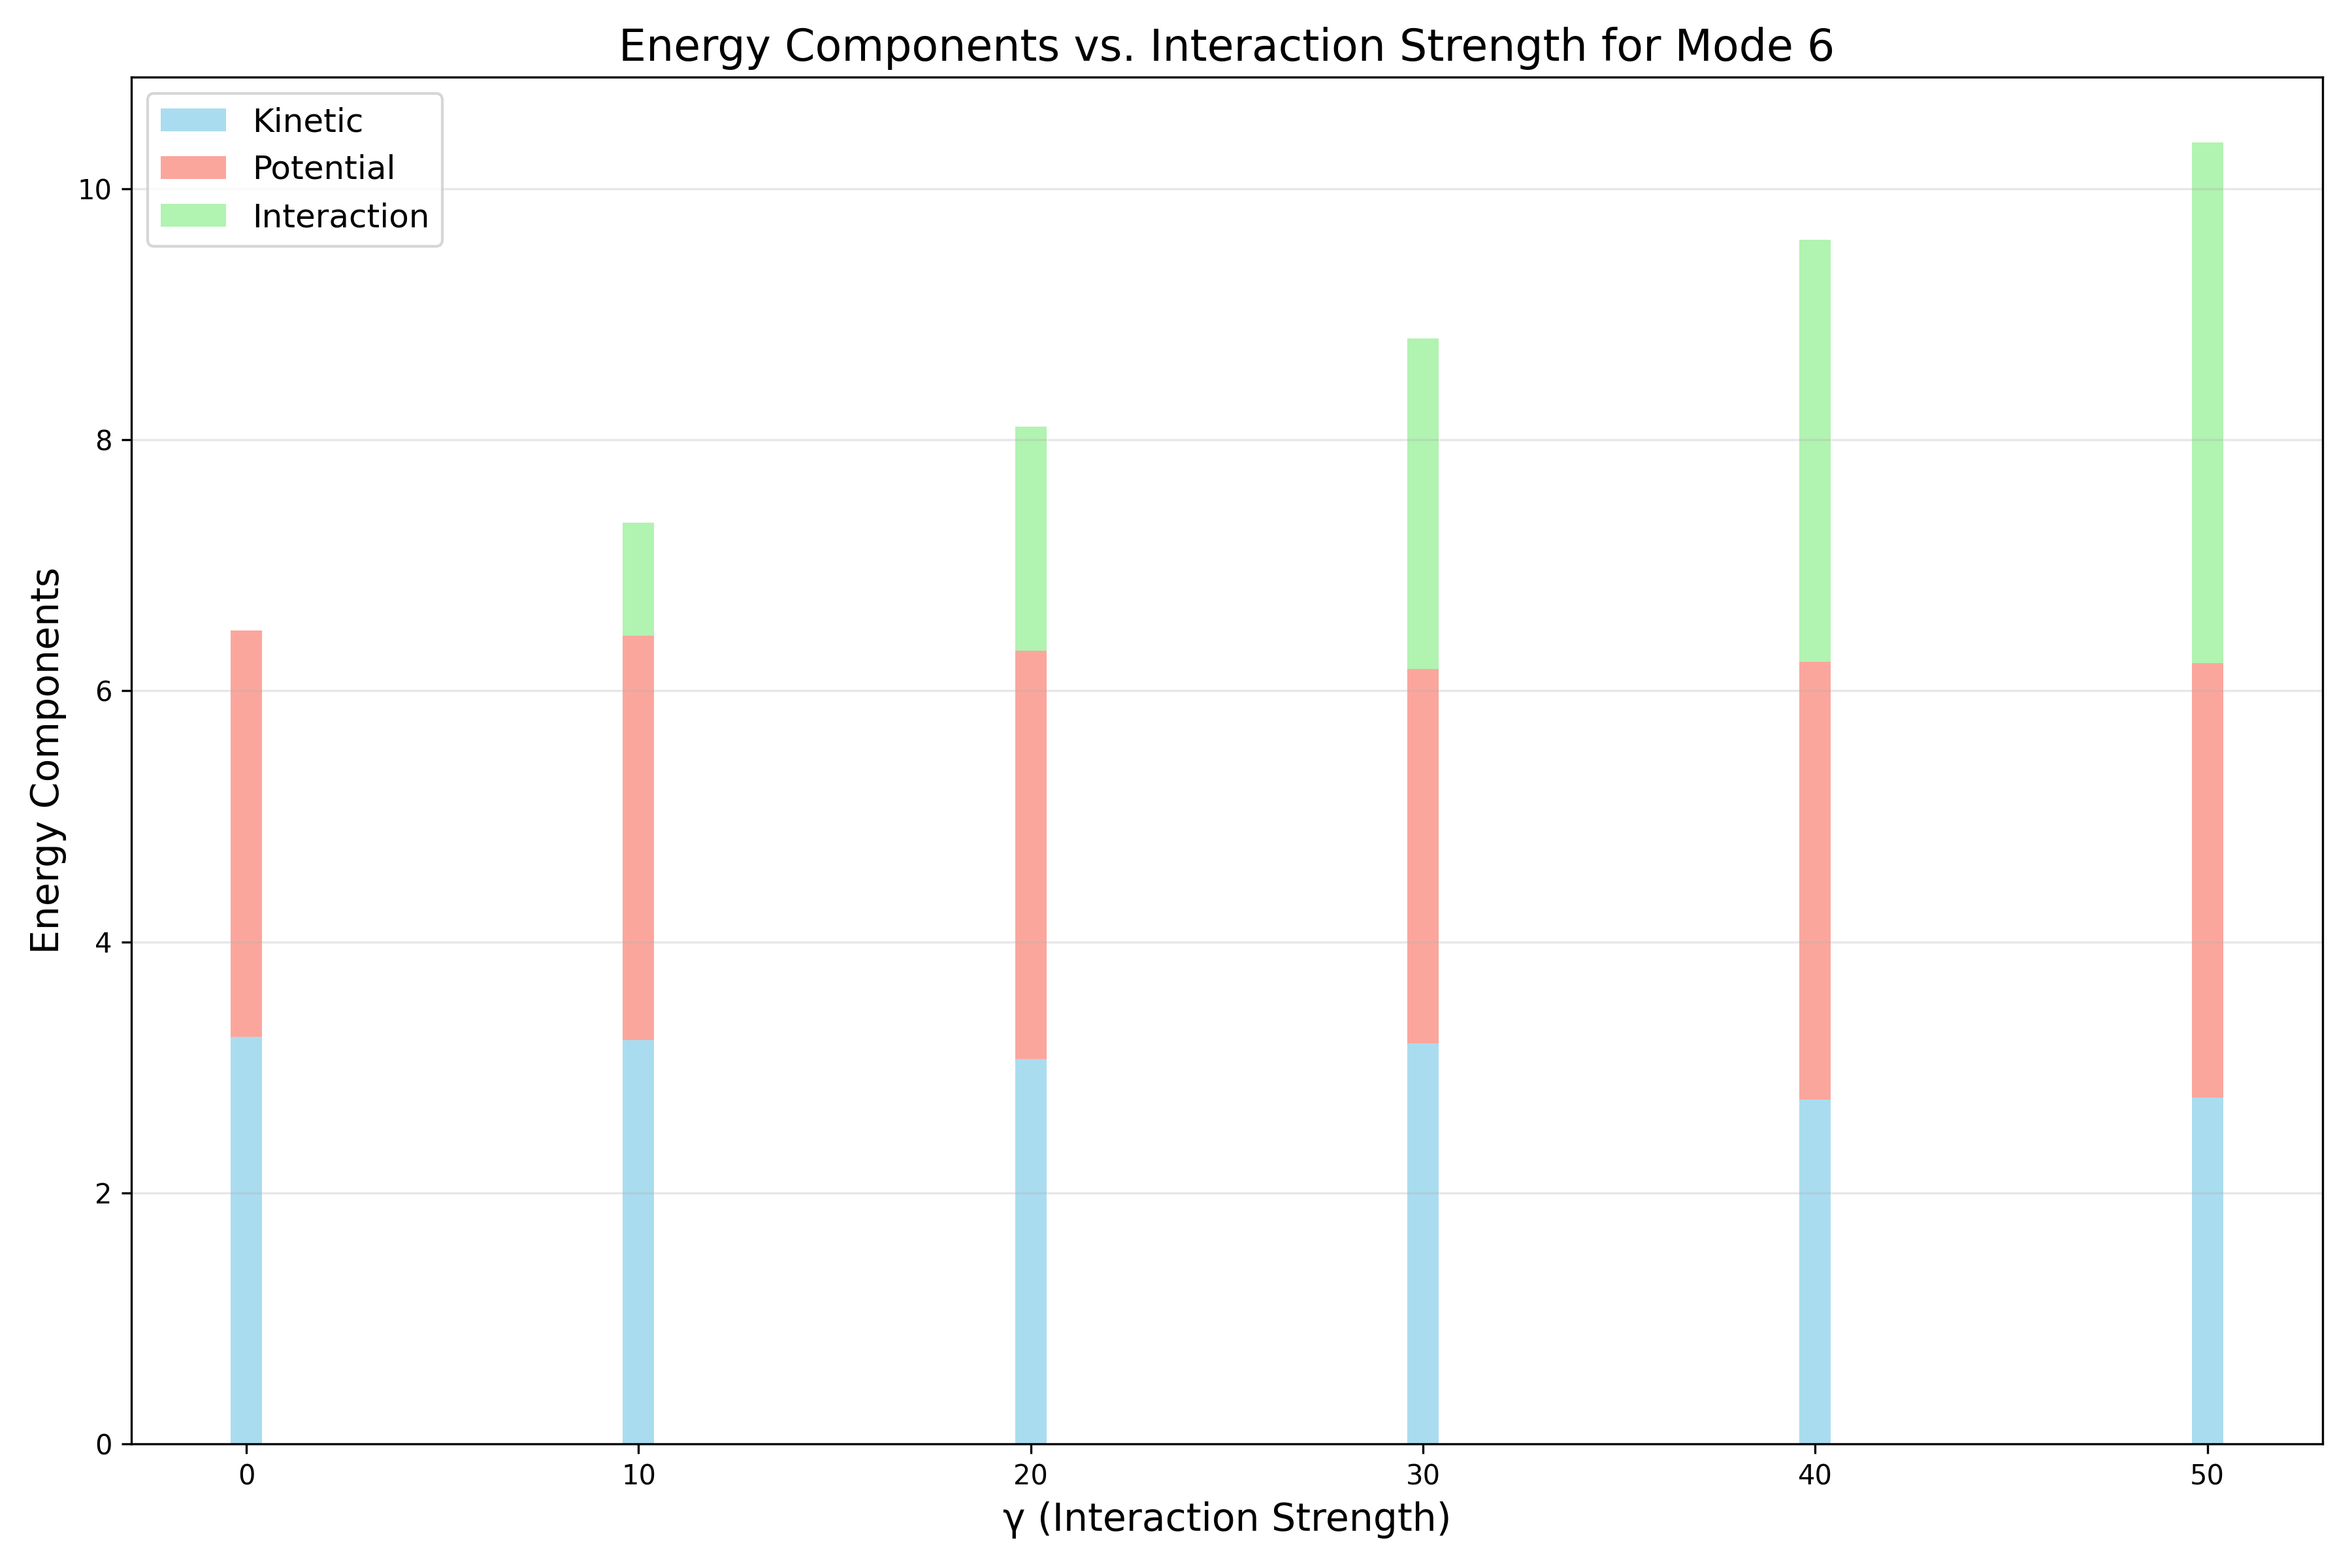 Energy Components vs. Interaction Strength for Mode 6
Kinetic
Potential
Interaction
Energy Components
10
8
6
4
2
0
0 10 20 30 40 50
γ (Interaction Strength)